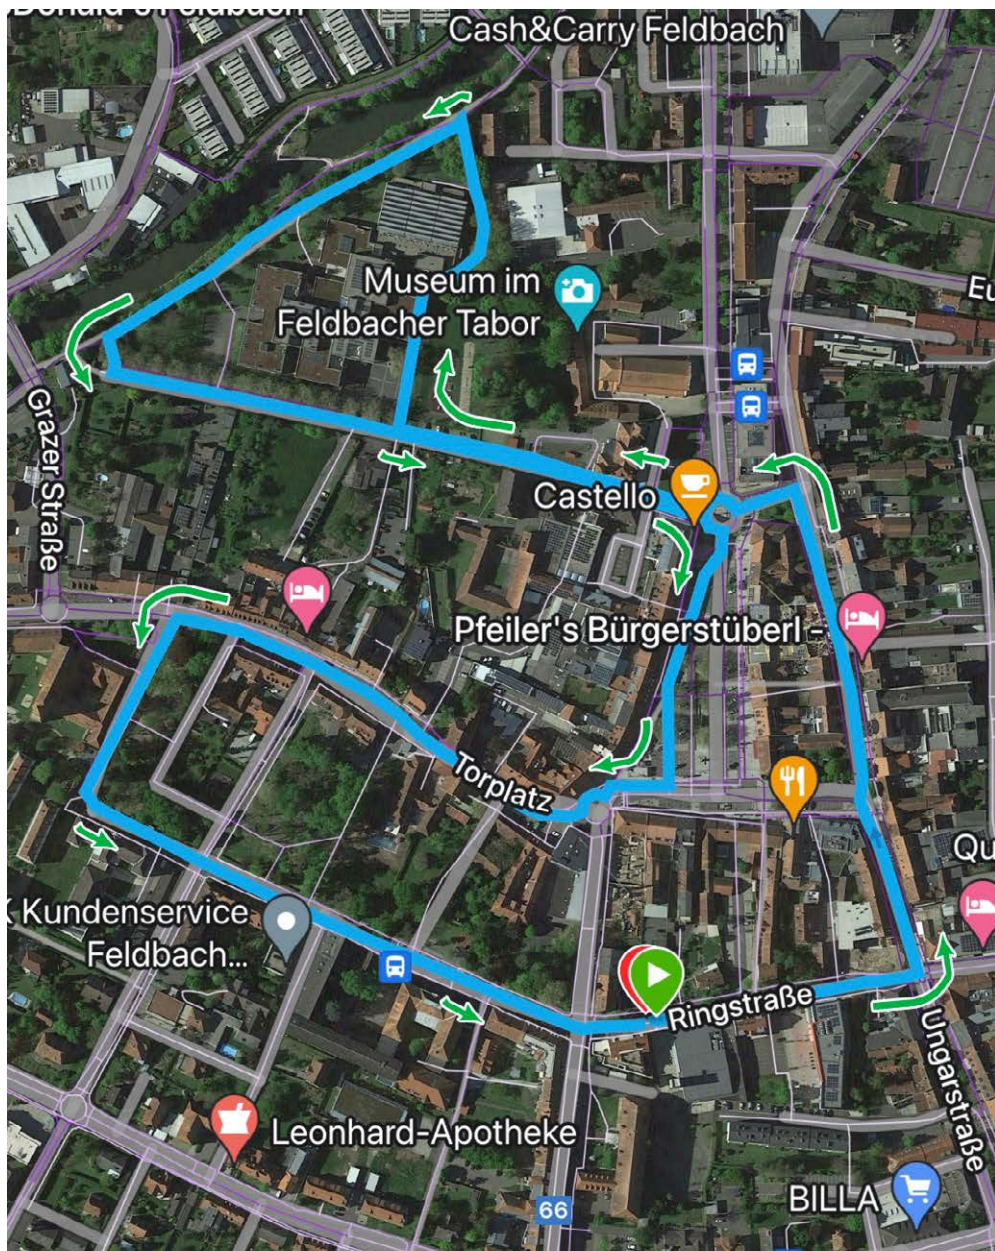 Cash&Carry Feldbach
Museum im
Feldbacher Tabor
Grazer Straße
Castello
Pfeiler's Bürgerstüberl -
Torplatz
Kundenservice
Feldbach...
Ringstraße
Ungarstraße
Leonhard-Apotheke
66
BILLA